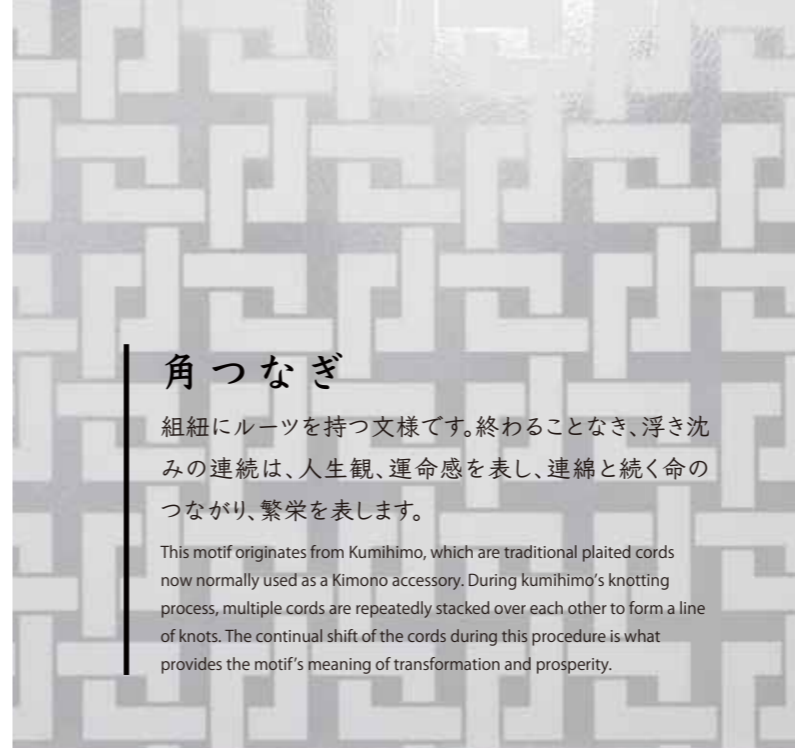 角つなぎ
組紐にルーツを持つ文様です。終わることなき、浮き沈
みの連続は、人生観、運命感を表し、連綿と続く命の
つながり、繁栄を表します。
This motif originates from Kumihimo, which are traditional plaited cords
now normally used as a Kimono accessory. During kumihimo's knotting
process, multiple cords are repeatedly stacked over each other to form a line
of knots. The continual shift of the cords during this procedure is what
provides the motif's meaning of transformation and prosperity.